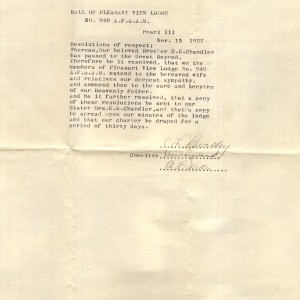 HALL OF PLEASANT VIEW LODGE
NO. 940 A.F.&A.M.
Pearl Ill
Nov. 15 1927.
Resolutions of respect;
Whereas,Our beloved Brother E.R.Chandler
Has passed to the Great Beyond,
Therefore be it resolved, that we the
members of Pleasant View Lodge No. 940
A.F.&.A.M. extend to the bereaved wife
and relatives our deepest sympathy.
and commend them to the care and keeping
of our Heavenly Father.
And be it further resolved, that a copy
of these resolutions be sent to our
Sister Mrs.E.R.Chandler,and that a copy
be spread upon our minutes of the lodge
and that our charter be draped for a
period of thirty days.
Committee